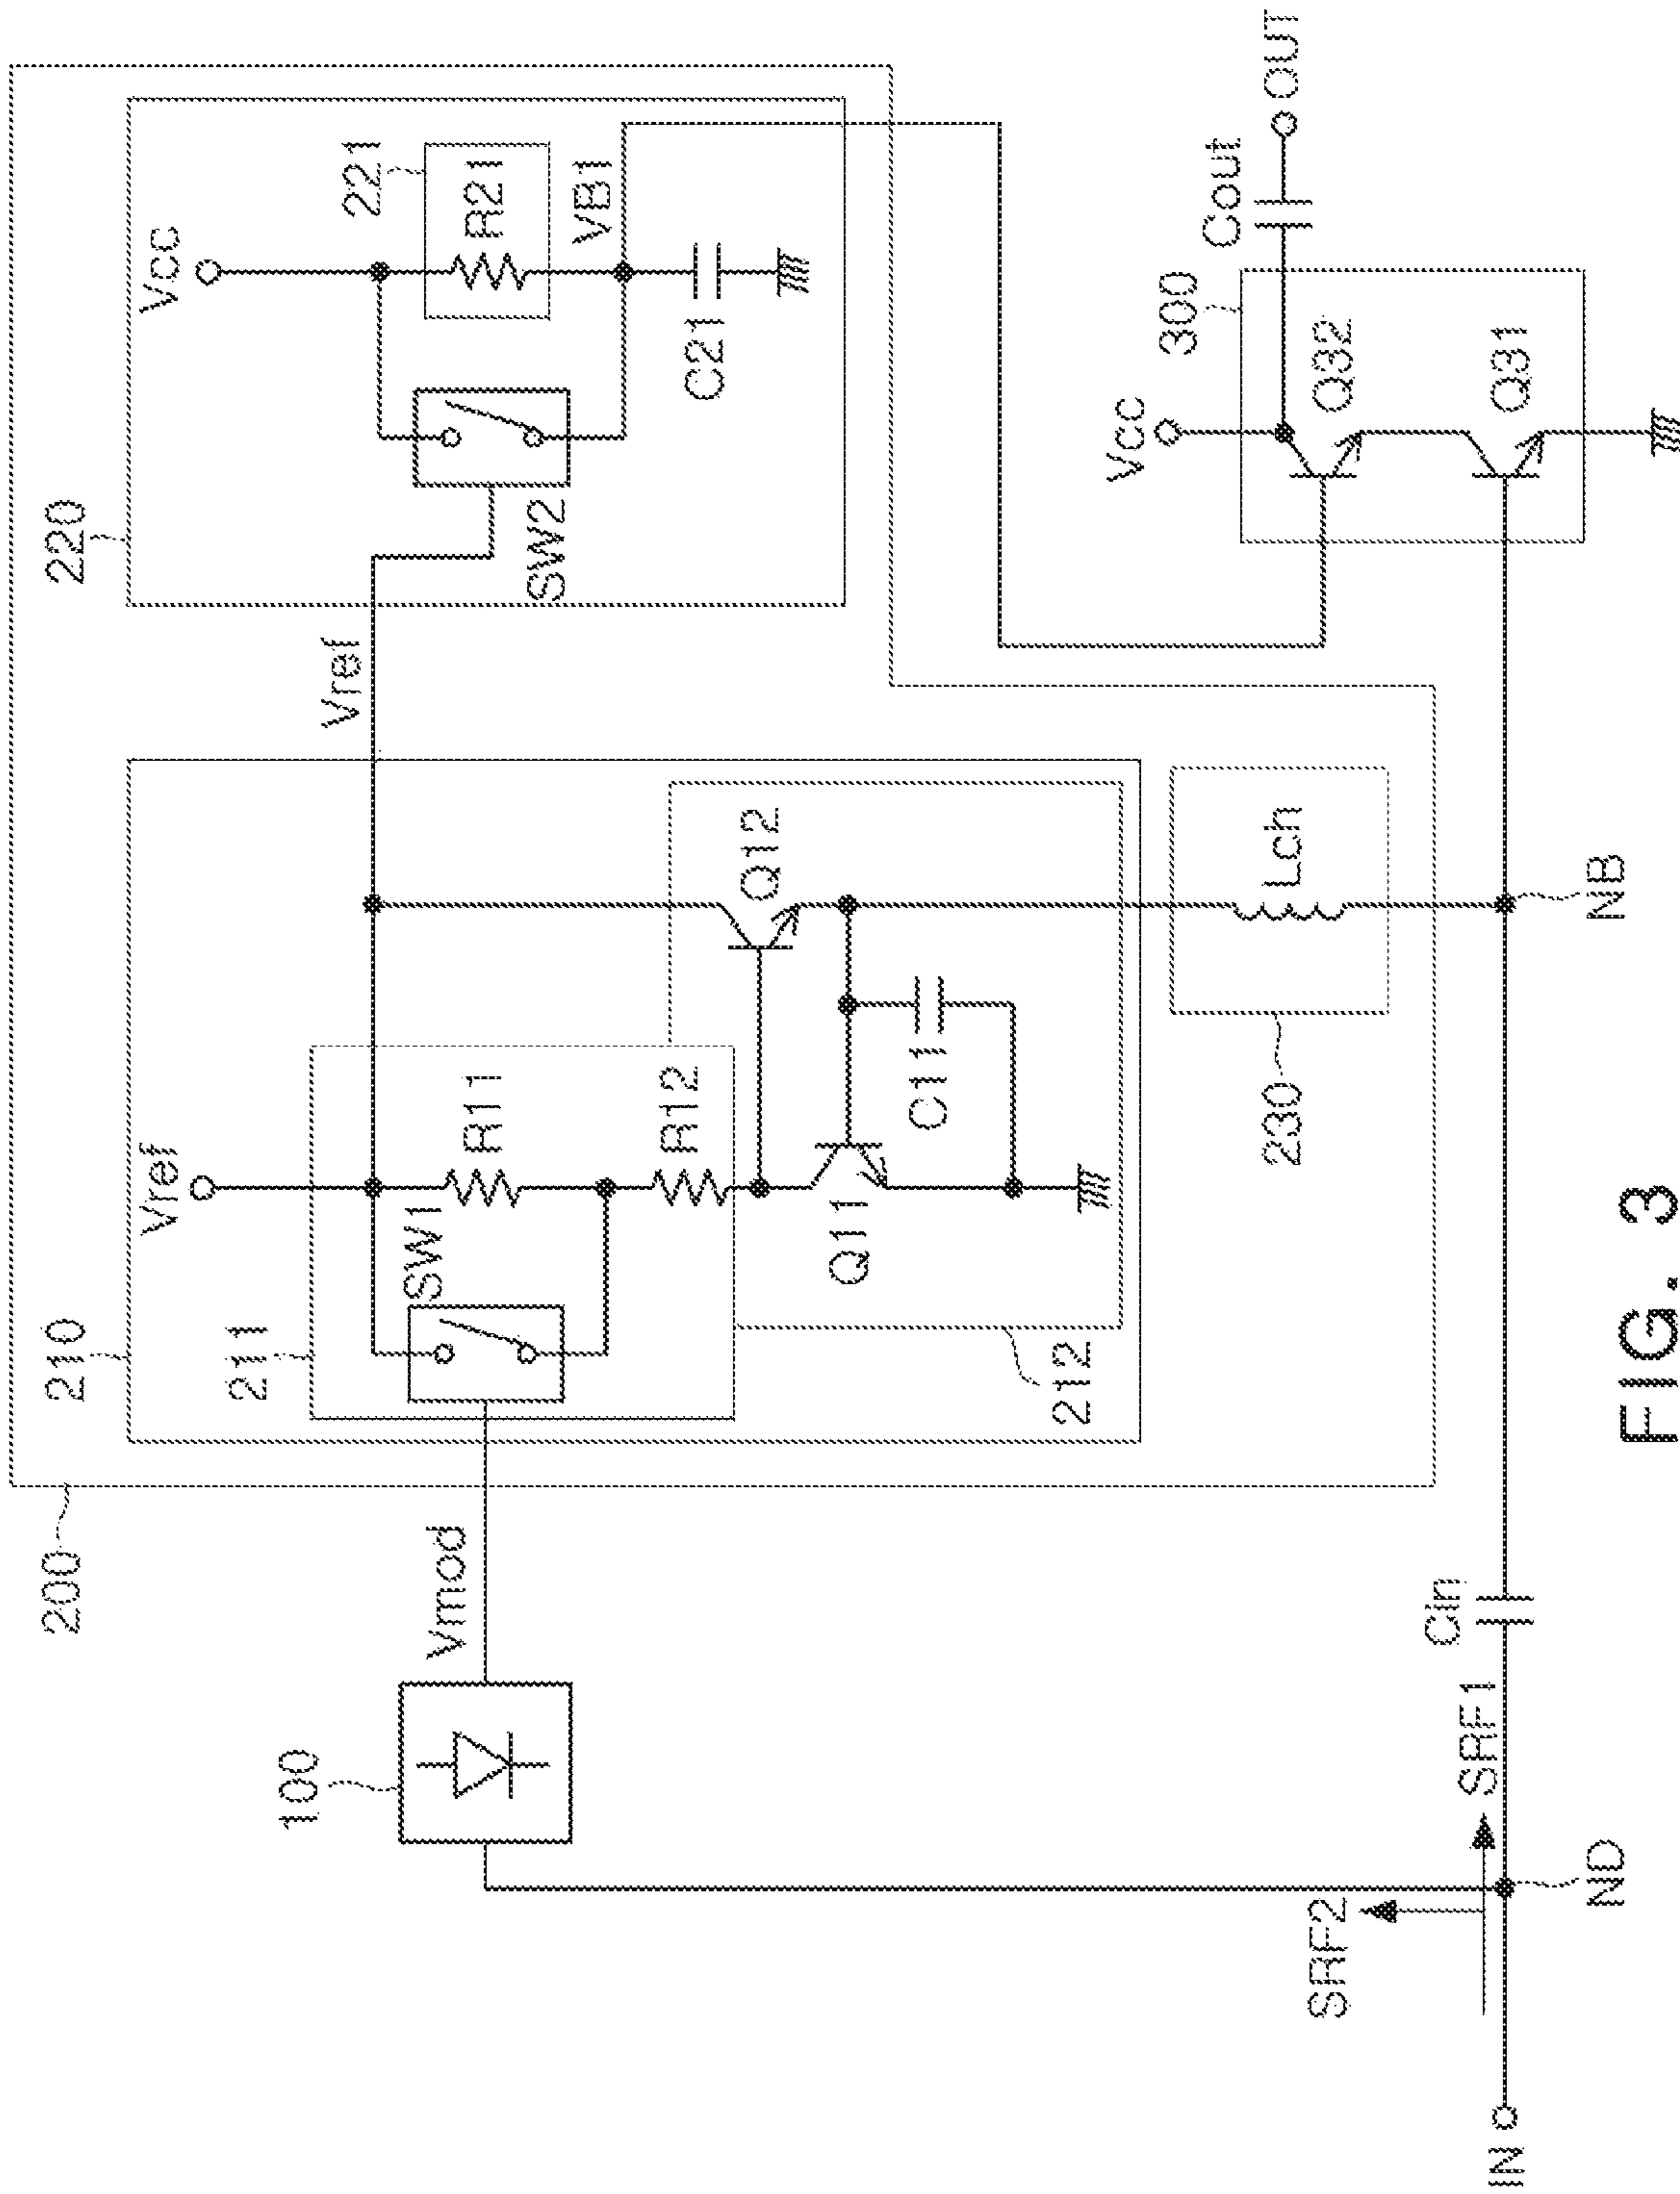 200
210
211
Vref
SW1
R11
R12
Q11
Q12
C11
212
Vref
220
Vcc
221
R21
VB1
SW2
C21
100
Vmod
230
Lch
Vcc
300
Cout
OUT
Q32
Q31
SRF2
SRF1
Cin
IN
ND
NB
FIG. 3